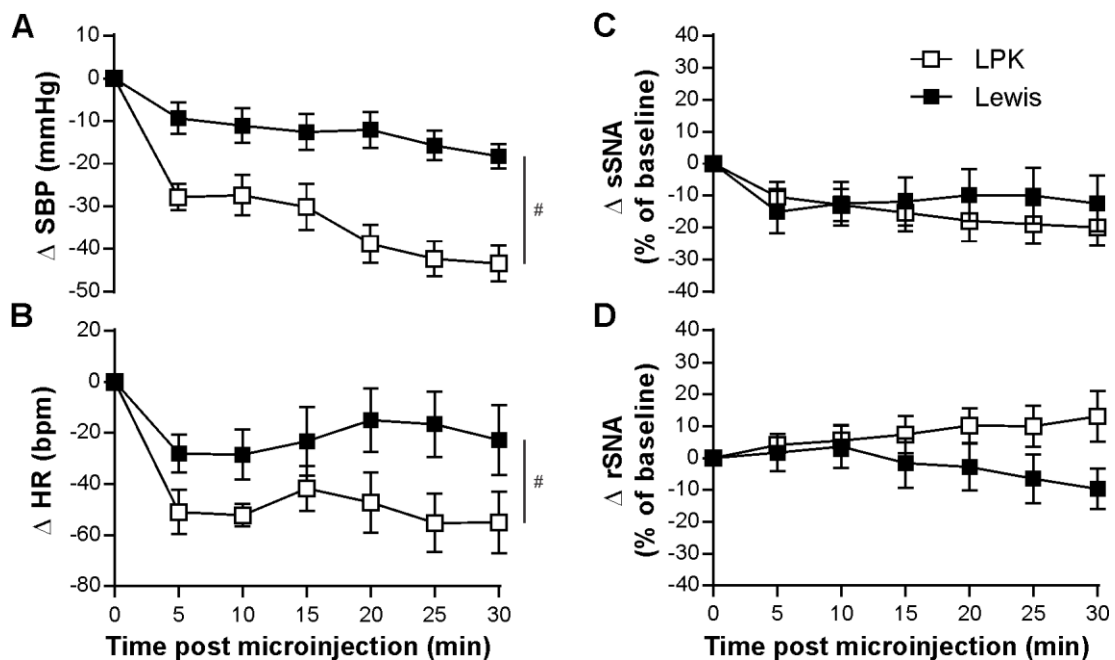 A
10
0
-10
-20
-30
-40
-50
Δ SBP (mmHg)
#
B
20
0
-20
-40
-60
-80
Δ HR (bpm)
#
0 5 10 15 20 25 30
Time post microinjection (min)
C
40
30
20
10
0
-10
-20
-30
-40
Δ sSNA
(% of baseline)
LPK
Lewis
D
40
30
20
10
0
-10
-20
-30
-40
Δ rSNA
(% of baseline)
0 5 10 15 20 25 30
Time post microinjection (min)